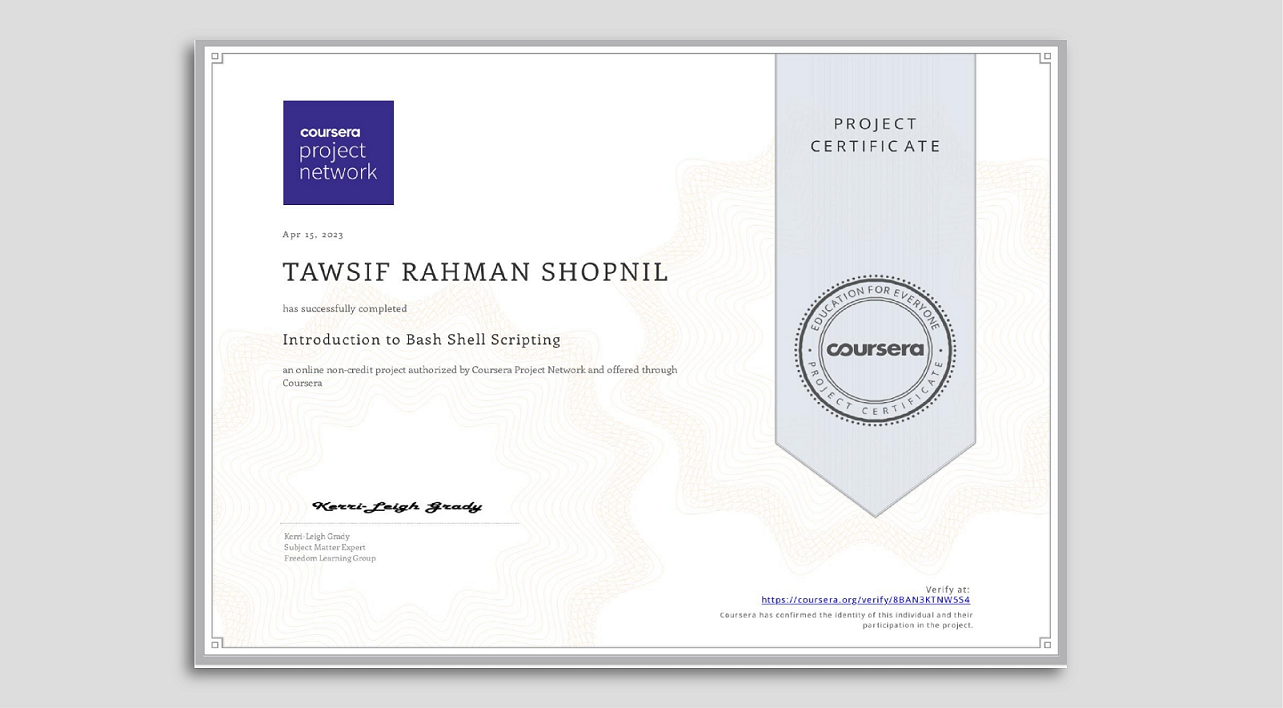 coursera
project
network
PROJECT
CERTIFICATE
Apr 15, 2023
TAWSIF RAHMAN SHOPNIL
has successfully completed
Introduction to Bash Shell Scripting
an online non-credit project authorized by Coursera Project Network and offered through
Coursera
EDUCATION FOR EVERYONE
coursera
PROJECT CERTIFICATE
Kerri-Leigh Grady
Kerri-Leigh Grady
Subject Matter Expert
Freedom Learning Group
Verify at:
https://coursera.org/verify/8BAN3KTNW5S4
Coursera has confirmed the identity of this individual and their
participation in the project.